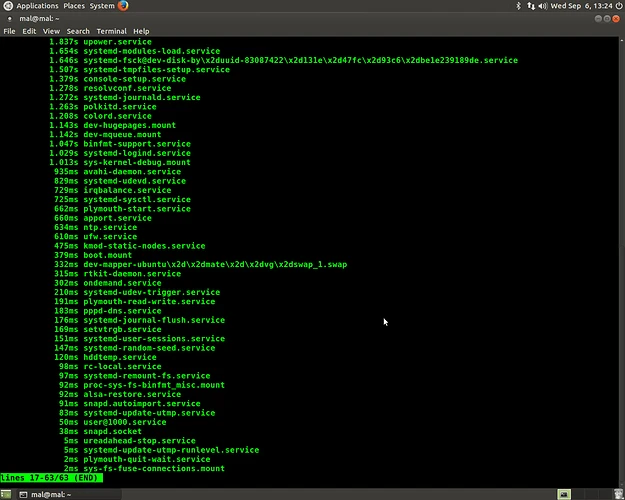 Applications Places System Wed Sep 6, 13:24
mal@mal: ~
File Edit View Search Terminal Help
1.837s upower.service
1.654s systemd-modules-load.service
1.646s systemd-fsck@dev-disk-by\x2duuid-83087422\x2d131e\x2d47fc\x2d93c6\x2dbe1e239189de.service
1.507s systemd-tmpfiles-setup.service
1.379s console-setup.service
1.278s resolvconf.service
1.272s systemd-journald.service
1.263s polkitd.service
1.208s colord.service
1.143s dev-hugepages.mount
1.142s dev-mqueue.mount
1.047s binfmt-support.service
1.029s systemd-logind.service
1.013s sys-kernel-debug.mount
935ms avahi-daemon.service
829ms systemd-udevd.service
729ms irqbalance.service
725ms systemd-sysctl.service
662ms plymouth-start.service
660ms apport.service
634ms ntp.service
610ms ufw.service
475ms kmod-static-nodes.service
379ms boot.mount
332ms dev-mapper-ubuntu\x2d\x2dmate\x2d\x2dvg\x2dswap_1.swap
315ms rtkit-daemon.service
302ms ondemand.service
210ms systemd-udev-trigger.service
191ms plymouth-read-write.service
183ms pppd-dns.service
176ms systemd-journal-flush.service
169ms setvtrgb.service
151ms systemd-user-sessions.service
147ms systemd-random-seed.service
120ms hddtemp.service
98ms rc-local.service
97ms systemd-remount-fs.service
92ms proc-sys-fs-binfmt_misc.mount
92ms alsa-restore.service
91ms snapd.autoimport.service
83ms systemd-update-utmp.service
50ms user@1000.service
38ms snapd.socket
5ms ureadahead-stop.service
5ms systemd-update-utmp-runlevel.service
2ms plymouth-quit-wait.service
2ms sys-fs-fuse-connections.mount
lines 17-63/63 (END)
mal@mal: ~